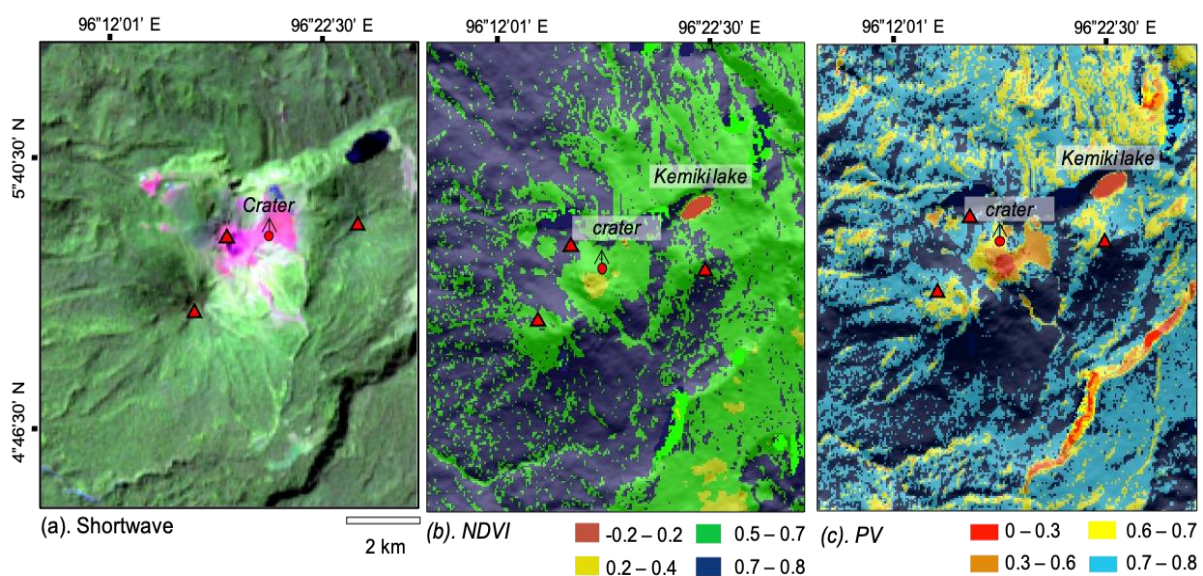 96"12'01' E
96"22'30' E
96"12'01' E
96"22'30' E
96"12'01' E
96"22'30' E
5"40'30' N
4"46'30' N
Crater
Kemiki lake
crater
Kemiki lake
crater
(a). Shortwave
2 km
(b). NDVI
-0.2 – 0.2
0.5 – 0.7
0.2 – 0.4
0.7 – 0.8
(c). PV
0 – 0.3
0.6 – 0.7
0.3 – 0.6
0.7 – 0.8